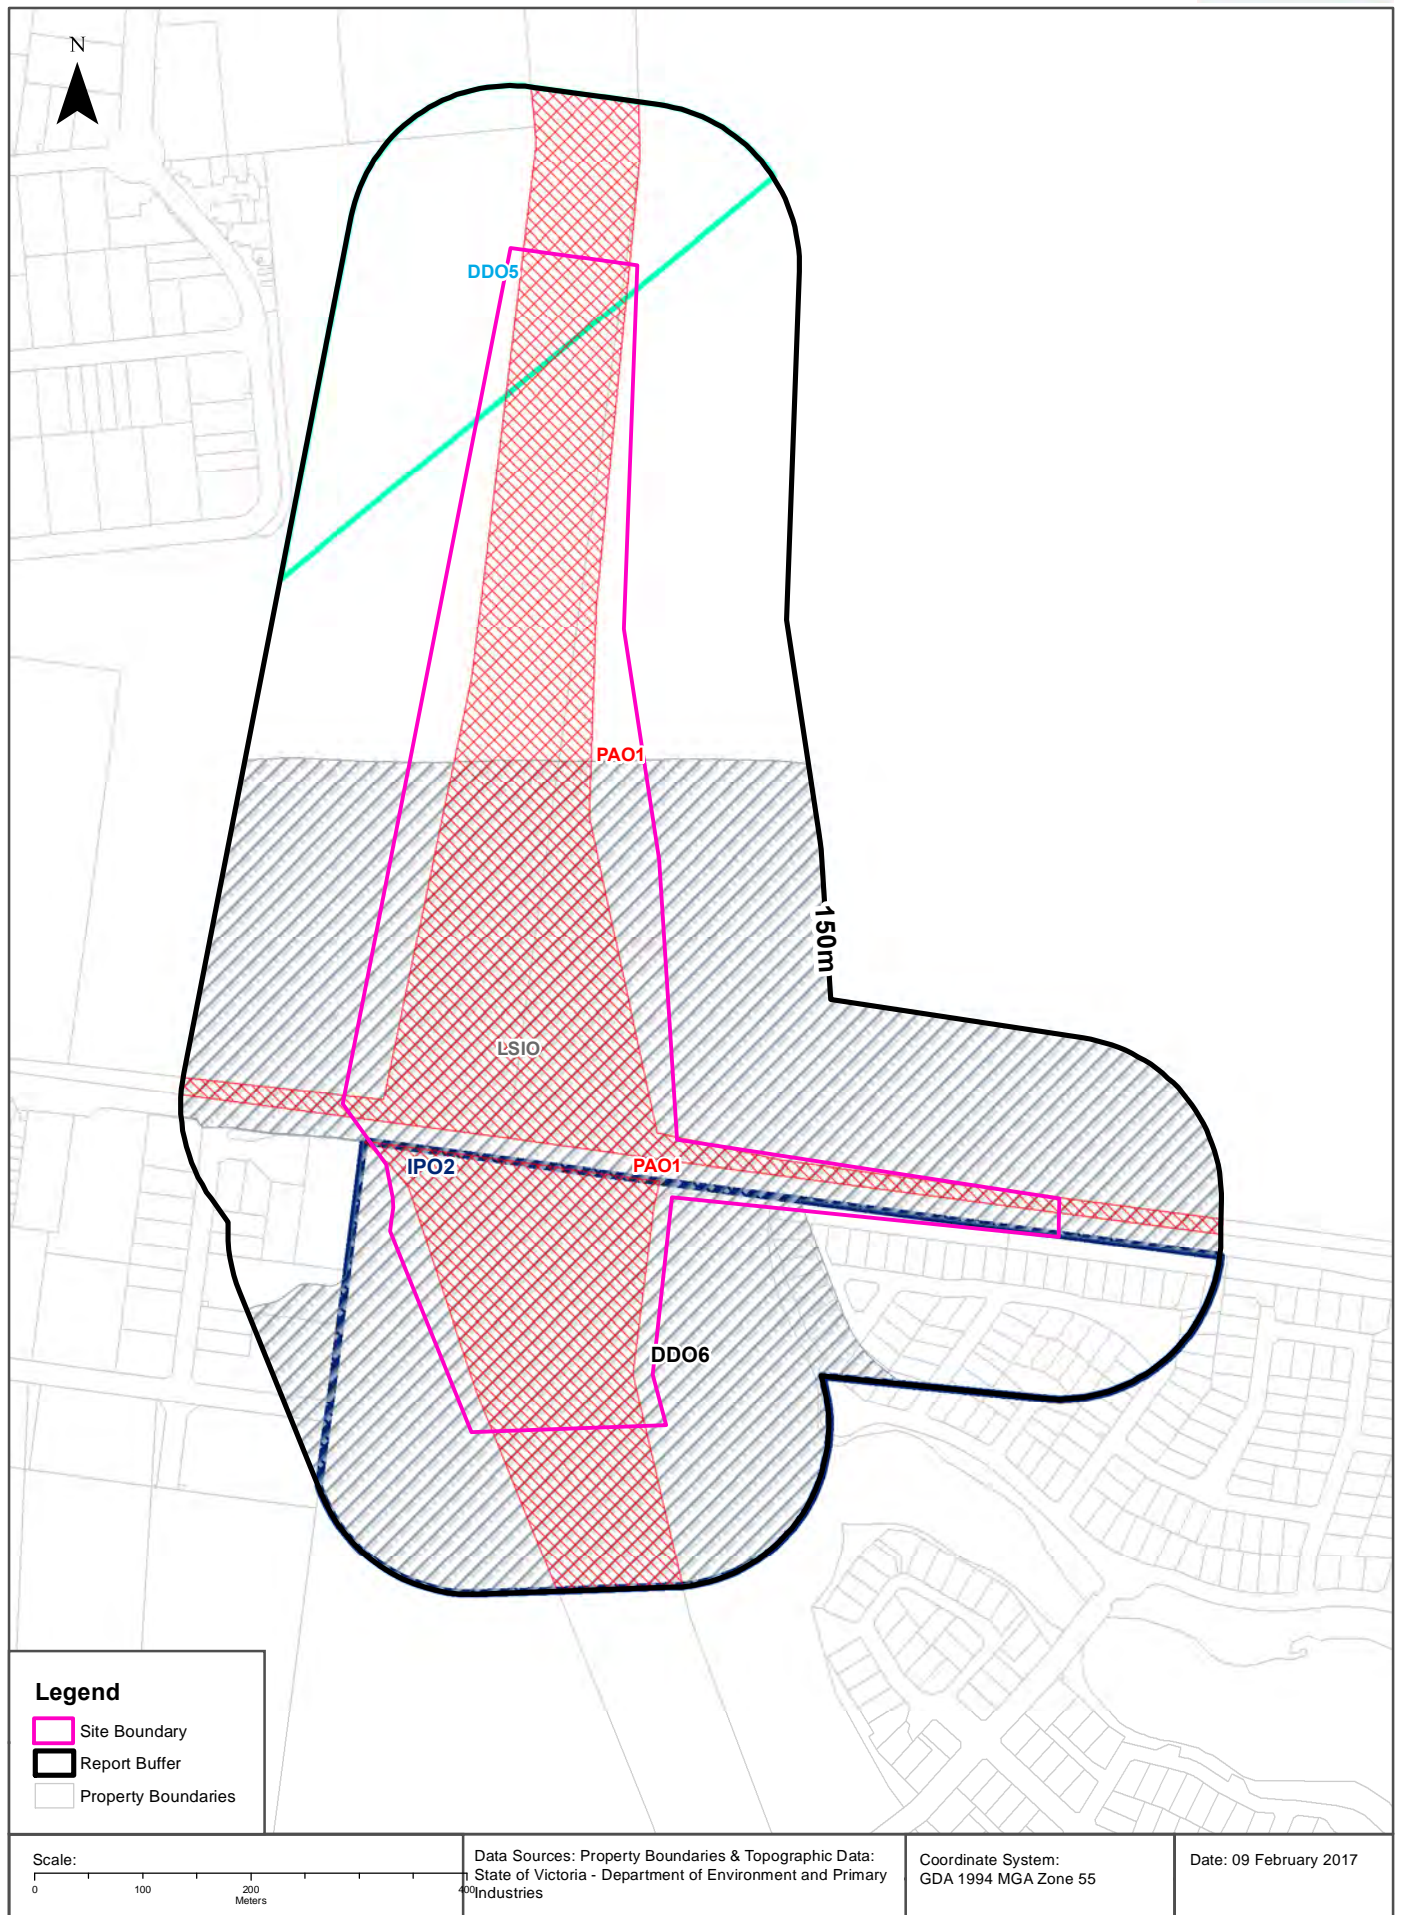 N
DDO5
PAO1
150m
LSIO
IPO2
PAO1
DDO6
Legend
Site Boundary
Report Buffer
Property Boundaries
Scale:
0 100 200 400
Meters
Data Sources: Property Boundaries & Topographic Data:
State of Victoria - Department of Environment and Primary
Industries
Coordinate System:
GDA 1994 MGA Zone 55
Date: 09 February 2017